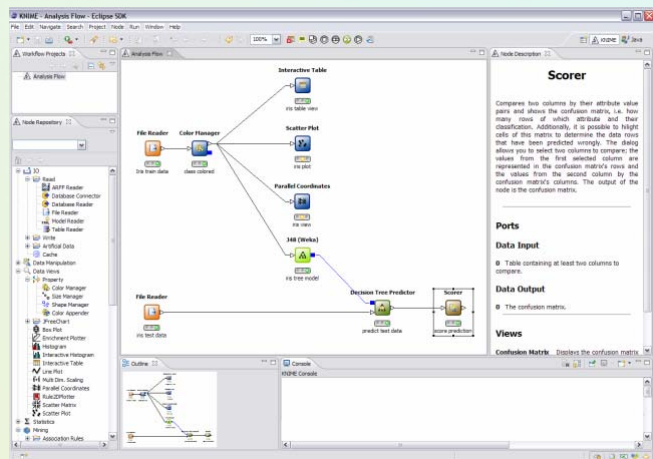 KNIME - Analysis Flow - Eclipse SDK
File Edit Navigate Search Project Node Run Window Help
100%
KNIME Java
Workflow Projects
Analysis Flow
Node Repository
IO
Read
ARFF Reader
Database Connector
Database Reader
File Reader
Model Reader
Table Reader
Write
Artificial Data
Cache
Data Manipulation
Data Views
Property
Color Manager
Size Manager
Shape Manager
Color Appender
JFreeChart
Box Plot
Enrichment Plotter
Histogram
Interactive Histogram
Interactive Table
Line Plot
Multi Dim. Scaling
Parallel Coordinates
Rule2DPlotter
Scatter Matrix
Scatter Plot
Statistics
Mining
Association Rules
Analysis Flow
Interactive Table
iris table view
File Reader
Iris train data
Color Manager
class colored
Scatter Plot
iris plot
Parallel Coordinates
iris view
J48 (Weka)
iris tree model
File Reader
iris test data
Decision Tree Predictor
predict test data
Scorer
score prediction
Outline
Console
KNIME Console
Node Description
Scorer
Compares two columns by their attribute value
pairs and shows the confusion matrix, i.e. how
many rows of which attribute and their
classification. Additionally, it is possible to hilight
cells of this matrix to determine the data rows
that have been predicted wrongly. The dialog
allows you to select two columns to compare; the
values from the first selected column are
represented in the confusion matrix's rows and
the values from the second column by the
confusion matrix's columns. The output of the
node is the confusion matrix.
Ports
Data Input
0 Table containing at least two columns to
compare.
Data Output
0 The confusion matrix.
Views
Confusion Matrix Displays the confusion matrix